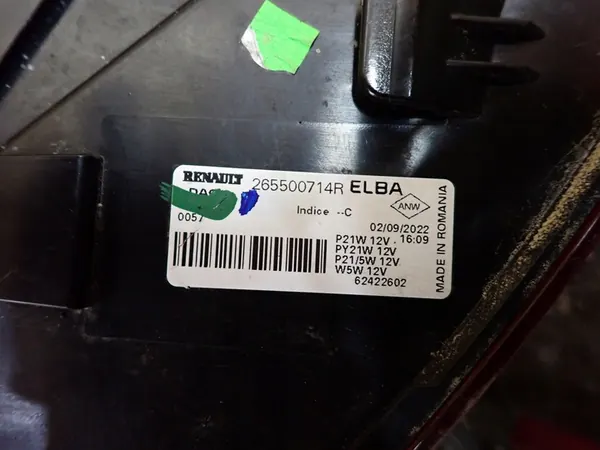 RENAULT 265500714R ELBA
Indice --C
ANW
0057
02/09/2022
P21W 12V . 16:09
PY21W 12V
P21/5W 12V
W5W 12V
62422602
MADE IN ROMANIA